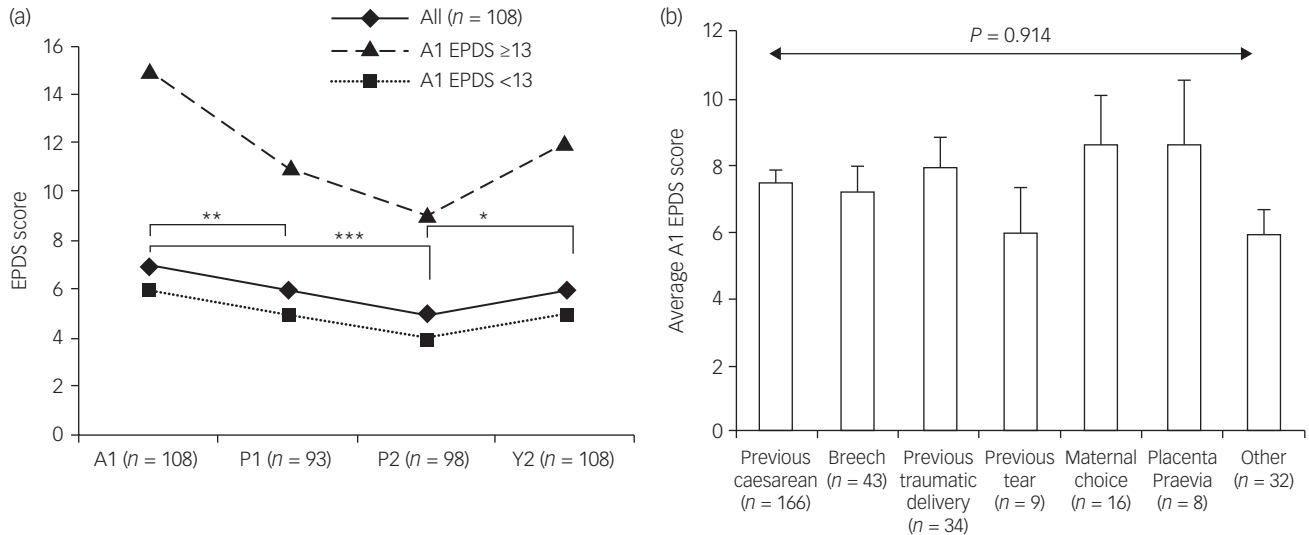 (a)
All (n = 108)
A1 EPDS ≥13
A1 EPDS <13
EPDS score
16
14
12
10
8
6
4
2
0
**
***
*
A1 (n = 108)
P1 (n = 93)
P2 (n = 98)
Y2 (n = 108)
(b)
P = 0.914
Average A1 EPDS score
12
10
8
6
4
2
0
Previous
caesarean
(n = 166)
Breech
(n = 43)
Previous
traumatic
delivery
(n = 34)
Previous
tear
(n = 9)
Maternal
choice
(n = 16)
Placenta
Praevia
(n = 8)
Other
(n = 32)